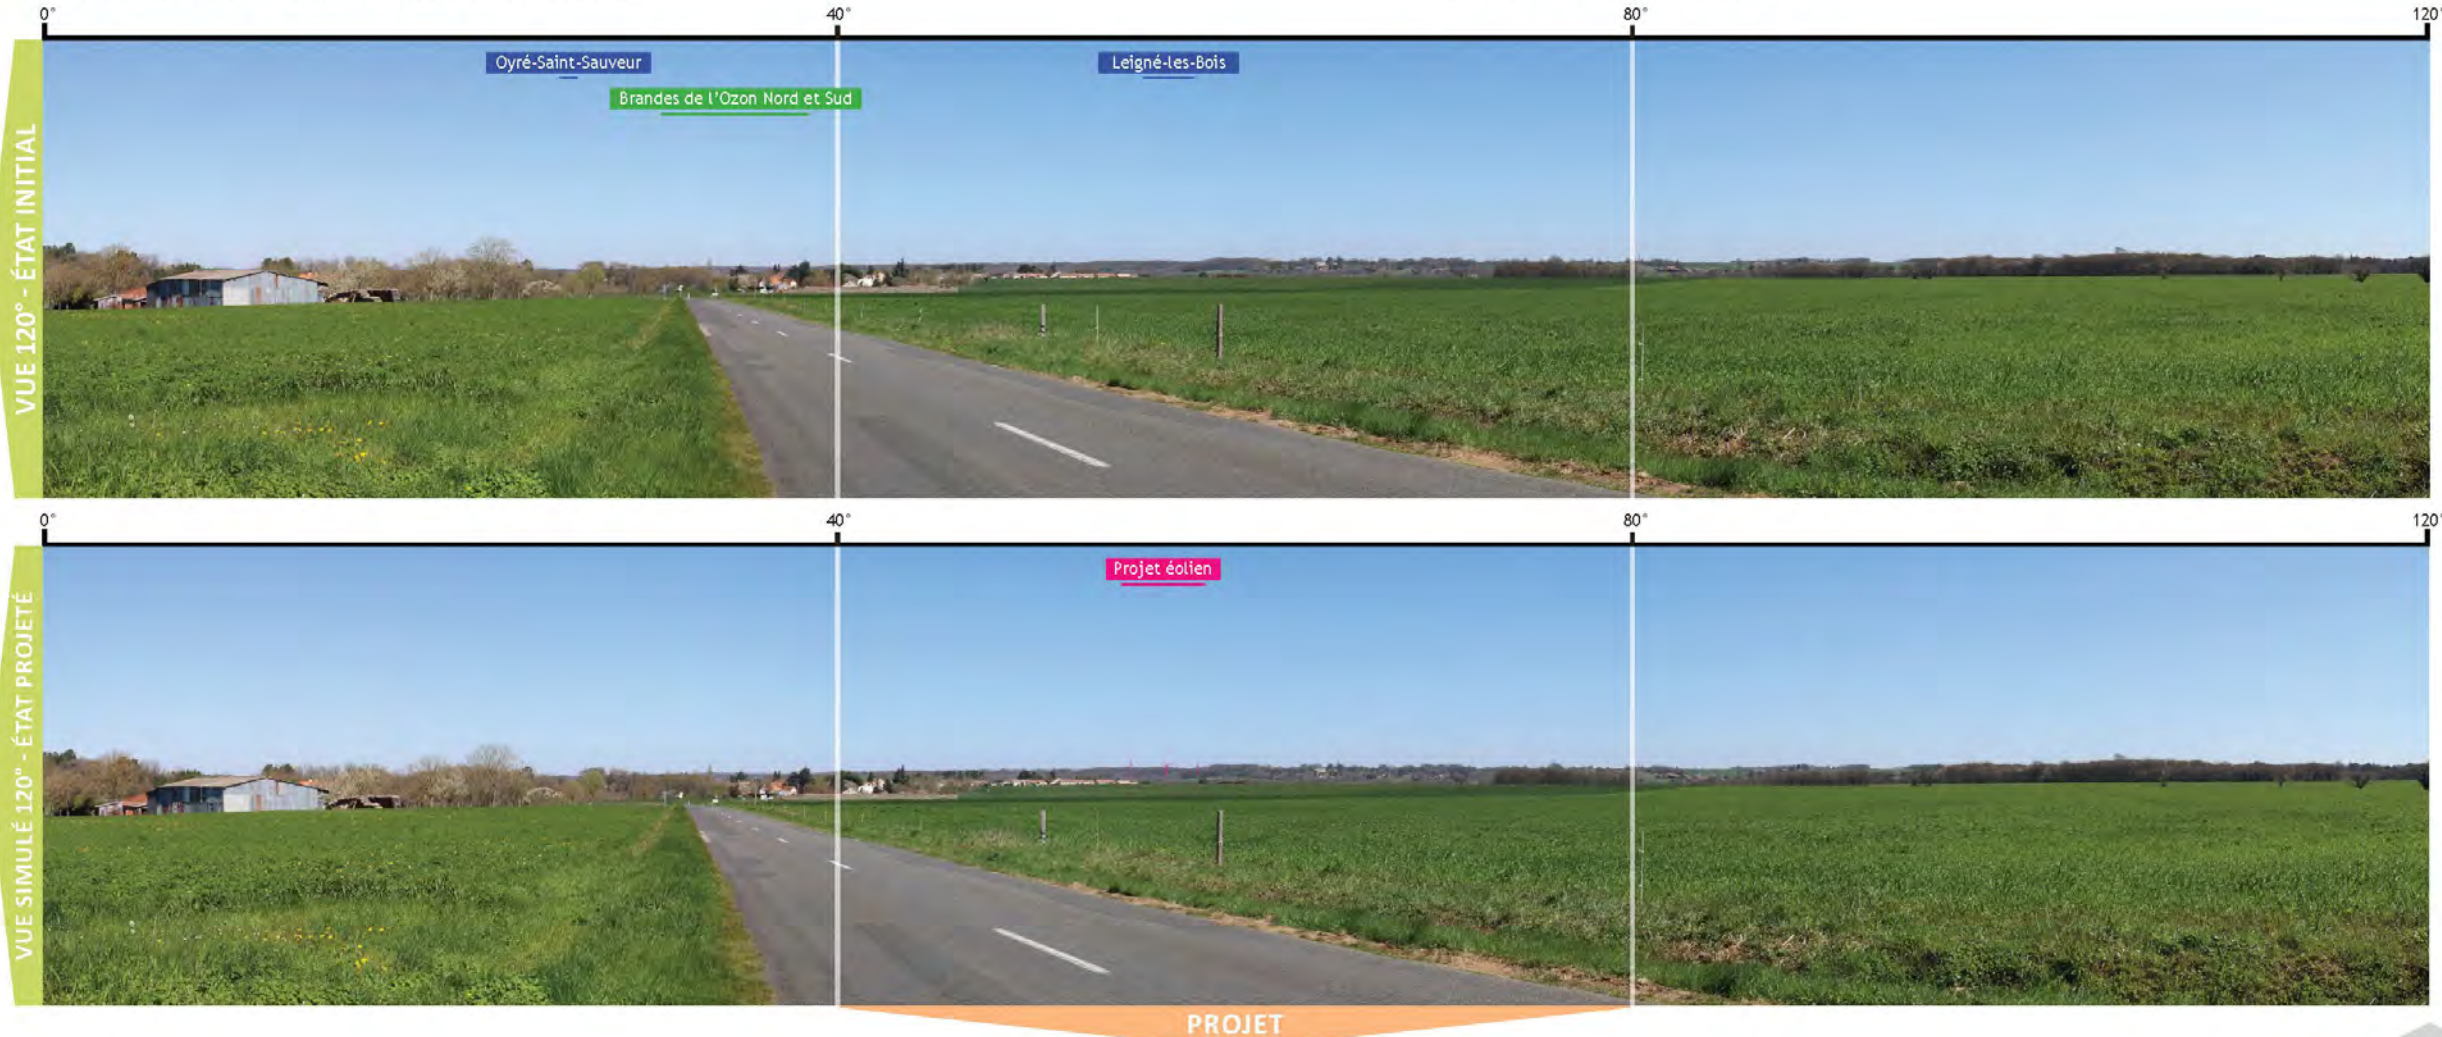 0° 40° 80° 120°
VUE 120° - ÉTAT INITIAL
Oyré-Saint-Sauveur
Leigné-les-Bois
Brandes de l'Ozon Nord et Sud
0° 40° 80° 120°
VUE SIMULÉ 120° - ÉTAT PROJETÉ
Projet éolien
PROJET